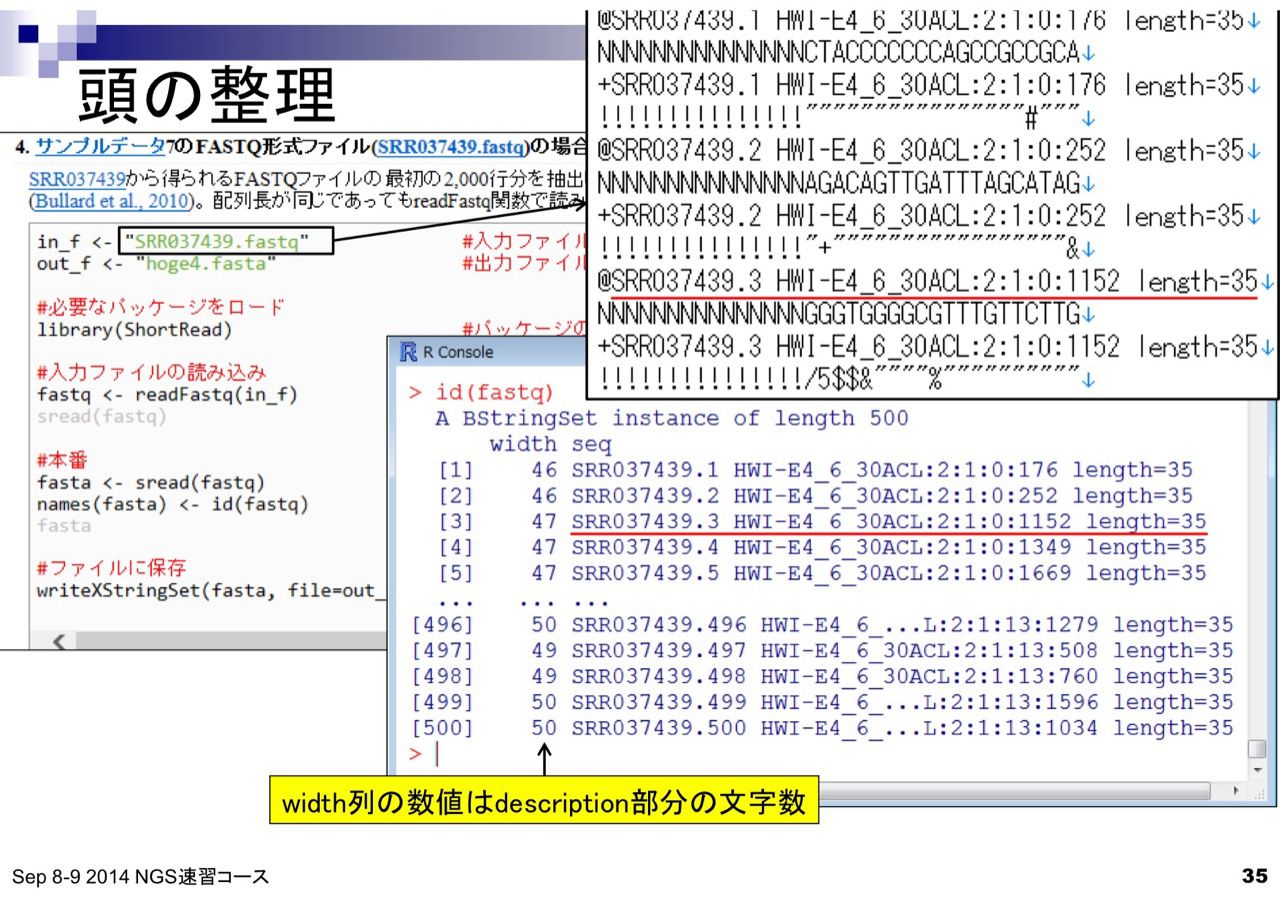 頭の整理
4. サンプルデータ7のFASTQ形式ファイル(SRR037439.fastq)の場合
SRR037439から得られるFASTQファイルの最初の2,000行分を抽出
(Bullard et al., 2010)。配列長が同じであってもreadFastq関数で読み
in_f <- "SRR037439.fastq" #入力ファイル
out_f <- "hoge4.fasta" #出力ファイル
#必要なパッケージをロード
library(ShortRead) #パッケージの
#入力ファイルの読み込み
fastq <- readFastq(in_f)
sread(fastq)
#本番
fasta <- sread(fastq)
names(fasta) <- id(fastq)
fasta
#ファイルに保存
writeXStringSet(fasta, file=out_
@SRR037439.1 HWI-E4_6_30ACL:2:1:0:176 length=35↓
NNNNNNNNNNNNNNNCTACCCCCCCAGCCGCCGCA↓
+SRR037439.1 HWI-E4_6_30ACL:2:1:0:176 length=35↓
@SRR037439.2 HWI-E4_6_30ACL:2:1:0:252 length=35↓
NNNNNNNNNNNNNNNAGACAGTTGATTTAGCATAG↓
+SRR037439.2 HWI-E4_6_30ACL:2:1:0:252 length=35↓
@SRR037439.3 HWI-E4_6_30ACL:2:1:0:1152 length=35↓
NNNNNNNNNNNNNNNGGGTGGGGCGTTTGTTCTTG↓
+SRR037439.3 HWI-E4_6_30ACL:2:1:0:1152 length=35↓
R Console
> id(fastq)
A BStringSet instance of length 500
width seq
[1] 46 SRR037439.1 HWI-E4_6_30ACL:2:1:0:176 length=35
[2] 46 SRR037439.2 HWI-E4_6_30ACL:2:1:0:252 length=35
[3] 47 SRR037439.3 HWI-E4_6_30ACL:2:1:0:1152 length=35
[4] 47 SRR037439.4 HWI-E4_6_30ACL:2:1:0:1349 length=35
[5] 47 SRR037439.5 HWI-E4_6_30ACL:2:1:0:1669 length=35
... ... ...
[496] 50 SRR037439.496 HWI-E4_6_...L:2:1:13:1279 length=35
[497] 49 SRR037439.497 HWI-E4_6_30ACL:2:1:13:508 length=35
[498] 49 SRR037439.498 HWI-E4_6_30ACL:2:1:13:760 length=35
[499] 50 SRR037439.499 HWI-E4_6_...L:2:1:13:1596 length=35
[500] 50 SRR037439.500 HWI-E4_6_...L:2:1:13:1034 length=35
>
width列の数値はdescription部分の文字数
Sep 8-9 2014 NGS速習コース
35